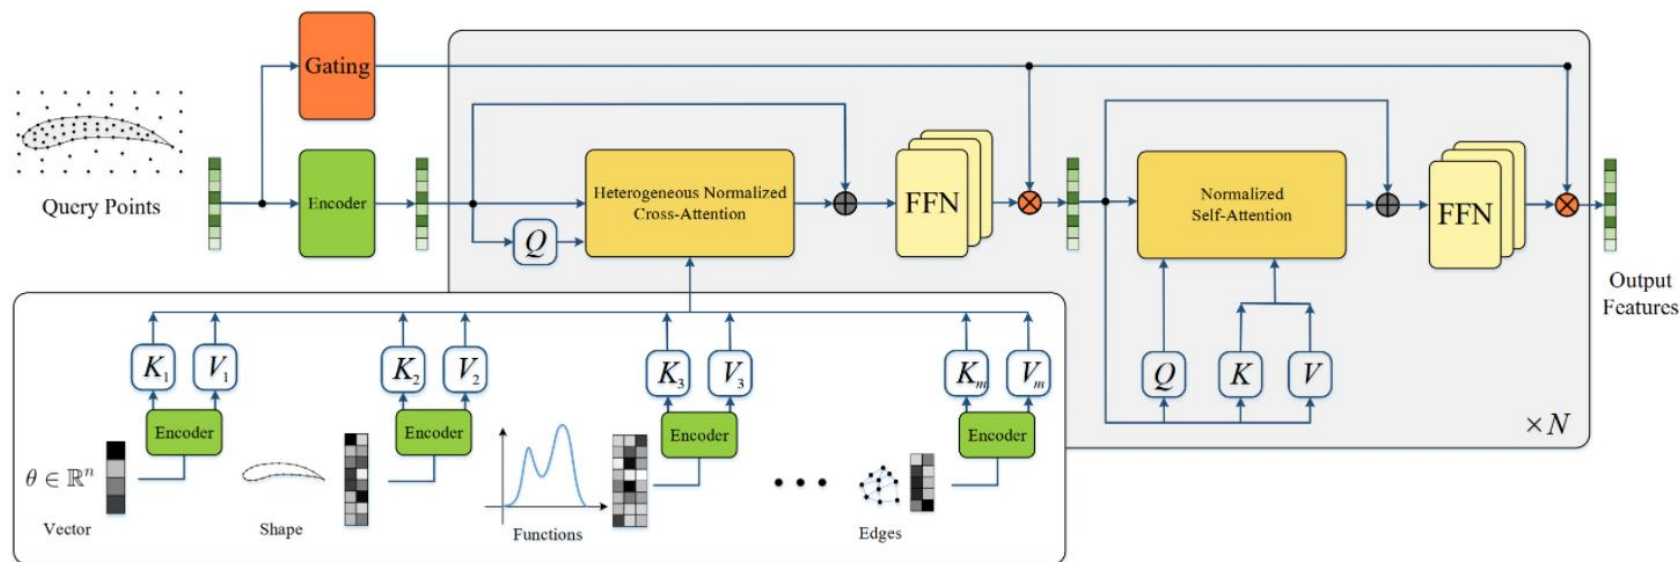 Gating
Query Points
Encoder
Q
Heterogeneous Normalized
Cross-Attention
FFN
Normalized
Self-Attention
FFN
Output
Features
Q
K
V
× N
K₁
V₁
K₂
V₂
K₃
V₃
Kₘ
Vₘ
Encoder
Encoder
Encoder
Encoder
θ ∈ ℝⁿ
Vector
Shape
Functions
Edges